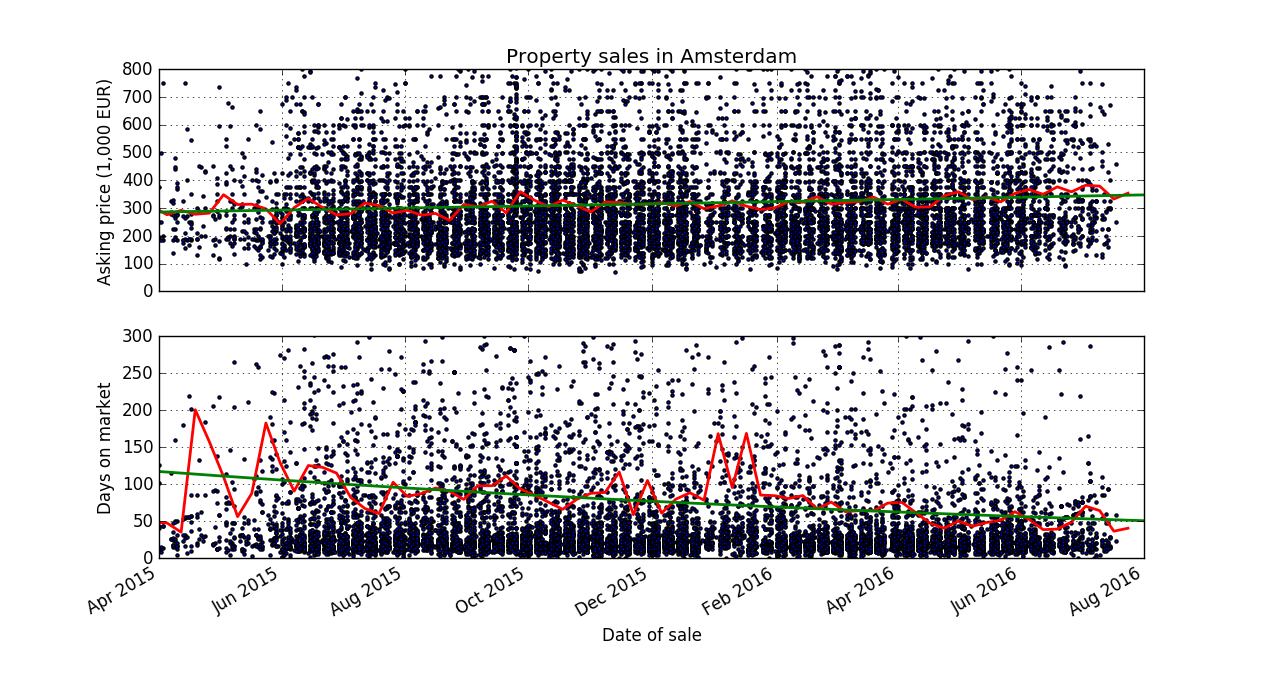 Property sales in Amsterdam
Asking price (1,000 EUR)
800
700
600
500
400
300
200
100
0
Days on market
300
250
200
150
100
50
0
Apr 2015
Jun 2015
Aug 2015
Oct 2015
Dec 2015
Feb 2016
Apr 2016
Jun 2016
Aug 2016
Date of sale